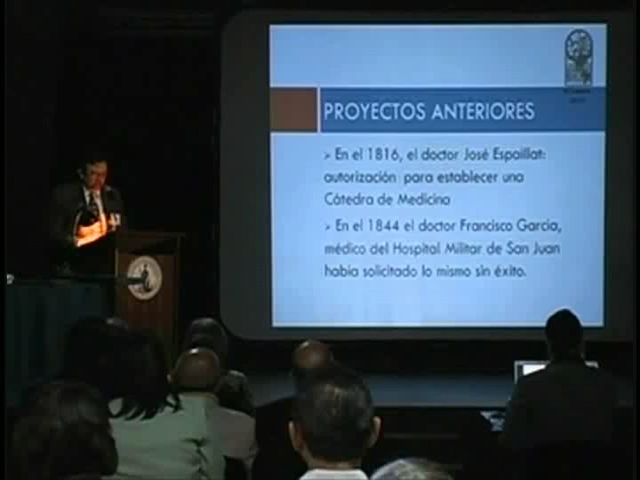 PROYECTOS ANTERIORES
➢ En el 1816, el doctor José Espaillat:
autorización para establecer una
Cátedra de Medicina
➢ En el 1844 el doctor Francisco García,
médico del Hospital Militar de San Juan
había solicitado lo mismo sin éxito.